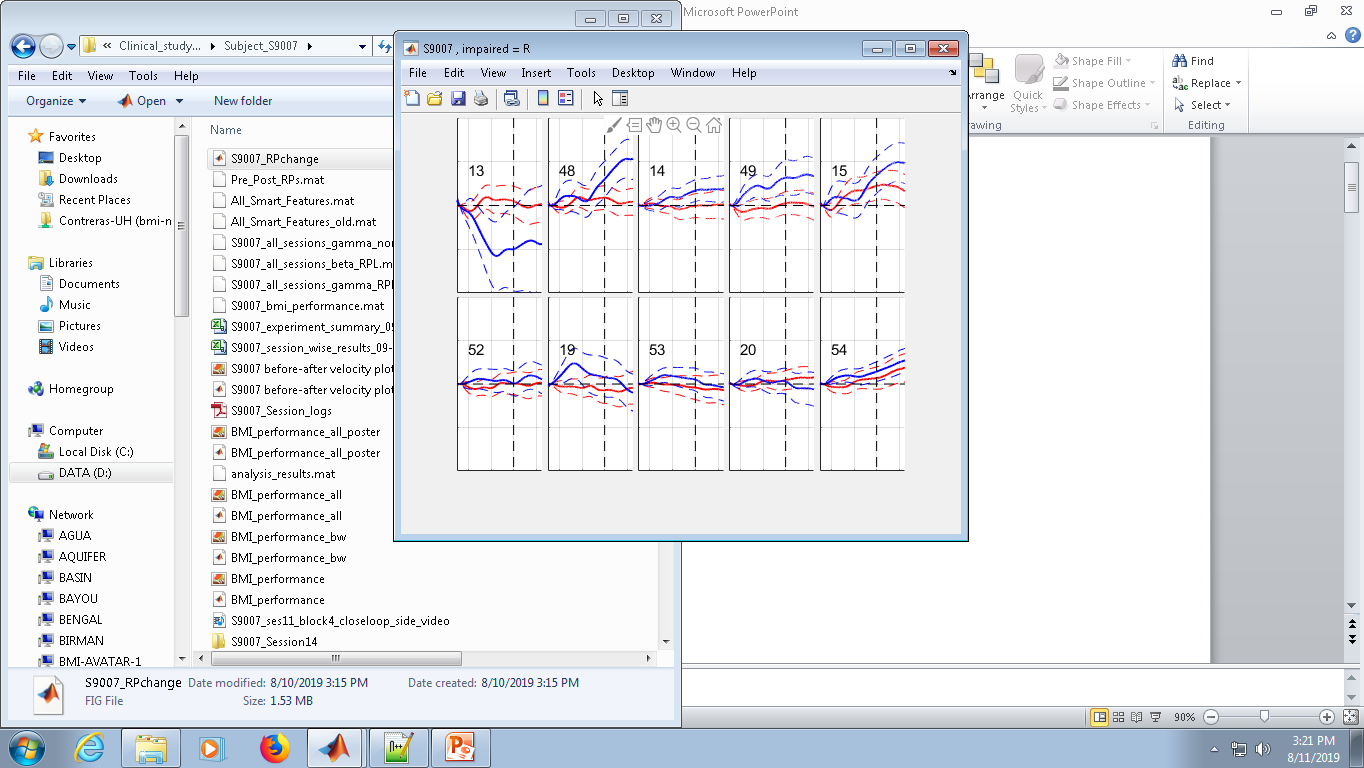 Microsoft PowerPoint
Clinical_study... Subject_S9007
File Edit View Tools Help
Organize Open New folder
Favorites
Desktop
Downloads
Recent Places
Contreras-UH (bmi-n
Libraries
Documents
Music
Pictures
Videos
Homegroup
Computer
Local Disk (C:)
DATA (D:)
Network
AGUA
AQUIFER
BASIN
BAYOU
BENGAL
BIRMAN
BMI-AVATAR-1
Name
S9007_RPchange
Pre_Post_RPs.mat
All_Smart_Features.mat
All_Smart_Features_old.mat
S9007_all_sessions_gamma_nor
S9007_all_sessions_beta_RPL.m
S9007_all_sessions_gamma_RPI
S9007_bmi_performance.mat
S9007_experiment_summary_09
S9007_session_wise_results_09-
S9007 before-after velocity plot
S9007 before-after velocity plot
S9007_Session_logs
BMI_performance_all_poster
BMI_performance_all_poster
analysis_results.mat
BMI_performance_all
BMI_performance_all
BMI_performance_bw
BMI_performance_bw
BMI_performance
BMI_performance
S9007_ses11_block4_closeloop_side_video
S9007_Session14
S9007_RPchange Date modified: 8/10/2019 3:15 PM Date created: 8/10/2019 3:15 PM
FIG File Size: 1.53 MB
S9007 , impaired = R
File Edit View Insert Tools Desktop Window Help
13 48 14 49 15
52 19 53 20 54
Arrange Quick Styles
Shape Fill
Shape Outline
Shape Effects
rawing
Find
Replace
Select
Editing
90%
3:21 PM
8/11/2019